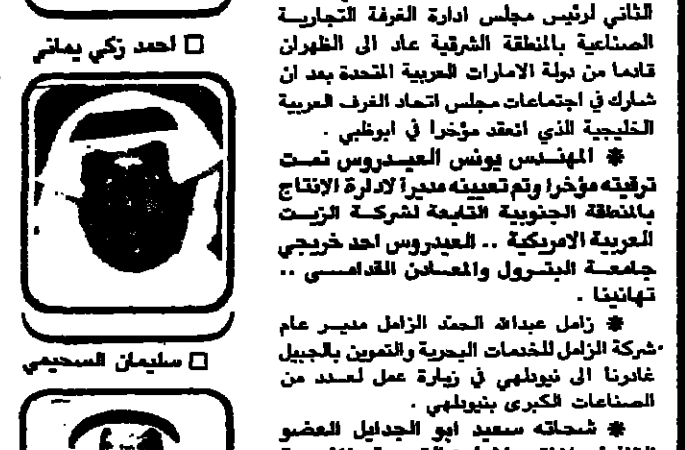 الثاني لرئيس مجلس ادارة الغرفة التجارية
الصناعية بالمنطقة الشرقية عاد الى الظهران
قادما من دولة الامارات العربية المتحدة بعد ان
شارك في اجتماعات مجلس اتحاد الغرف العربية
الخليجية الذي انعقد مؤخرا في ابوظبي .
* المهندس يونس العيدروس تمت
ترقيته مؤخرا وتم تعيينه مديرا لادارة الإنتاج
بالمنطقة الجنوبية التابعة لشركة الزيت
العربية الامريكية .. العيدروس احد خريجي
جامعة البترول والمعادن القدامى ..
تهانينا .
* زامل عبدالله الحمد الزامل مدير عام
شركة الزامل للخدمات البحرية والتموين بالجبيل
غادرنا الى نيودلهي في زيارة عمل لعدد من
الصناعات الكبرى بنيودلهي .
* شحاته سعيد ابو الجدايل العضو
□ احمد زكي يماني
□ سليمان السحيمي